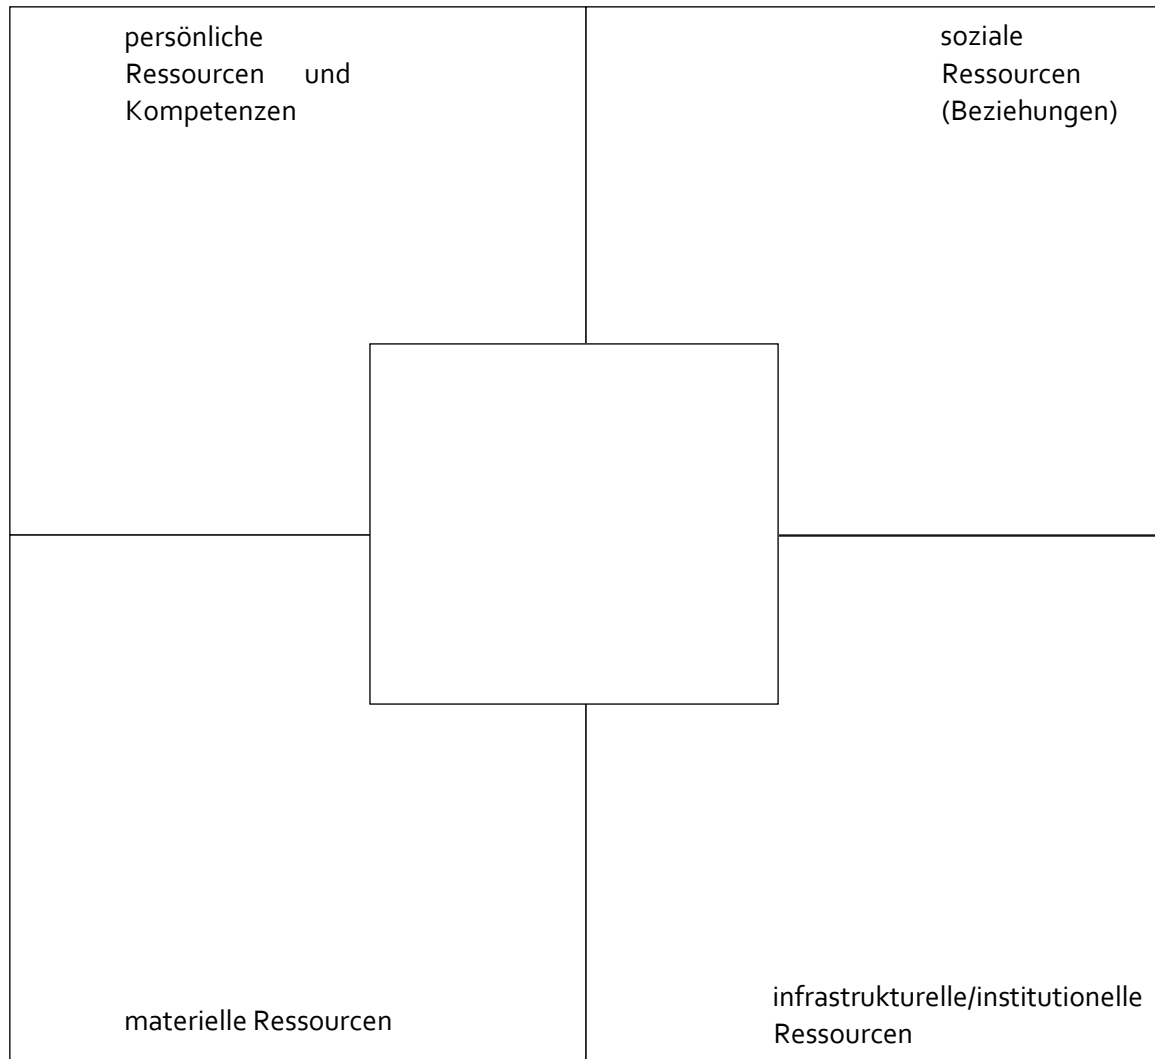 persönliche
Ressourcen und
Kompetenzen
soziale
Ressourcen
(Beziehungen)
materielle Ressourcen
infrastrukturelle/institutionelle
Ressourcen